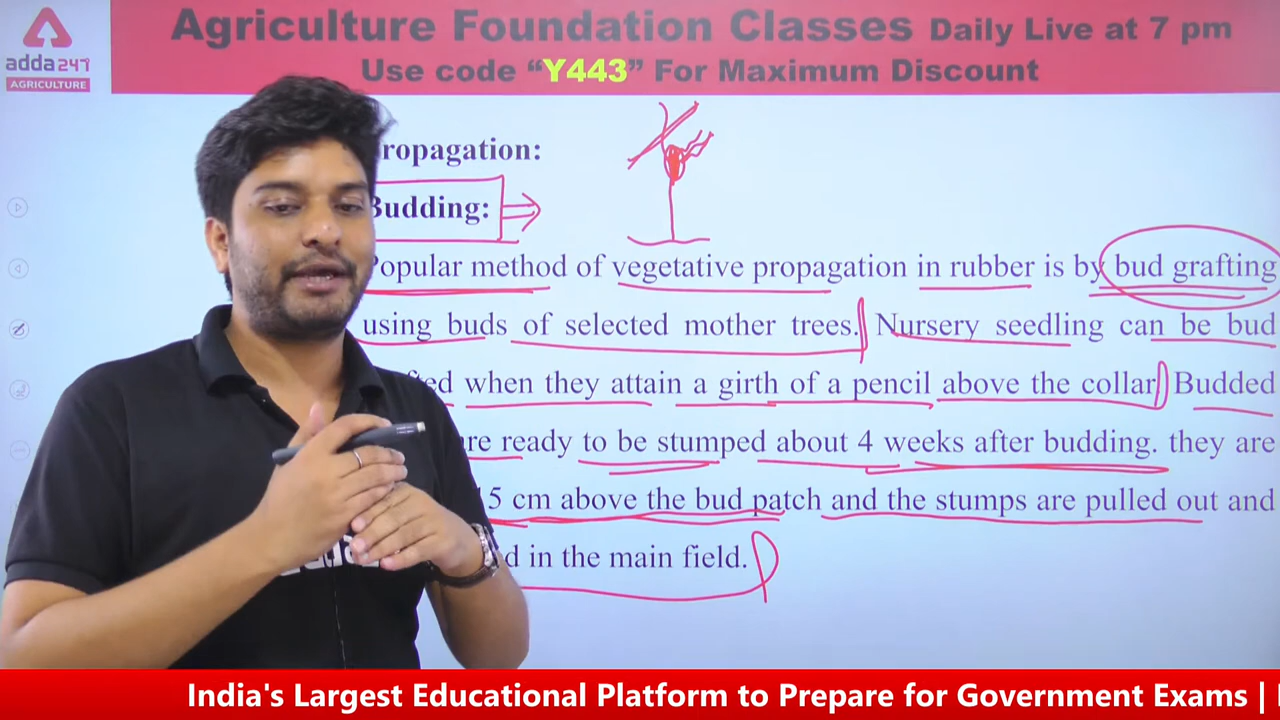 Agriculture Foundation Classes Daily Live at 7 pm
Use code “Y443” For Maximum Discount
adda247
AGRICULTURE
ropagation:
Budding:
Popular method of vegetative propagation in rubber is by bud grafting
using buds of selected mother trees. Nursery seedling can be bud
when they attain a girth of a pencil above the collar. Budded
ready to be stumped about 4 weeks after budding. they are
5 cm above the bud patch and the stumps are pulled out and
in the main field.
India's Largest Educational Platform to Prepare for Government Exams |